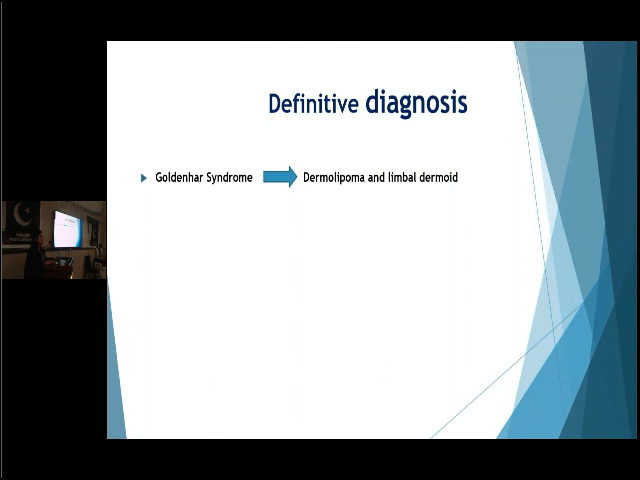 Definitive diagnosis
Goldenhar Syndrome Dermolipoma and limbal dermoid